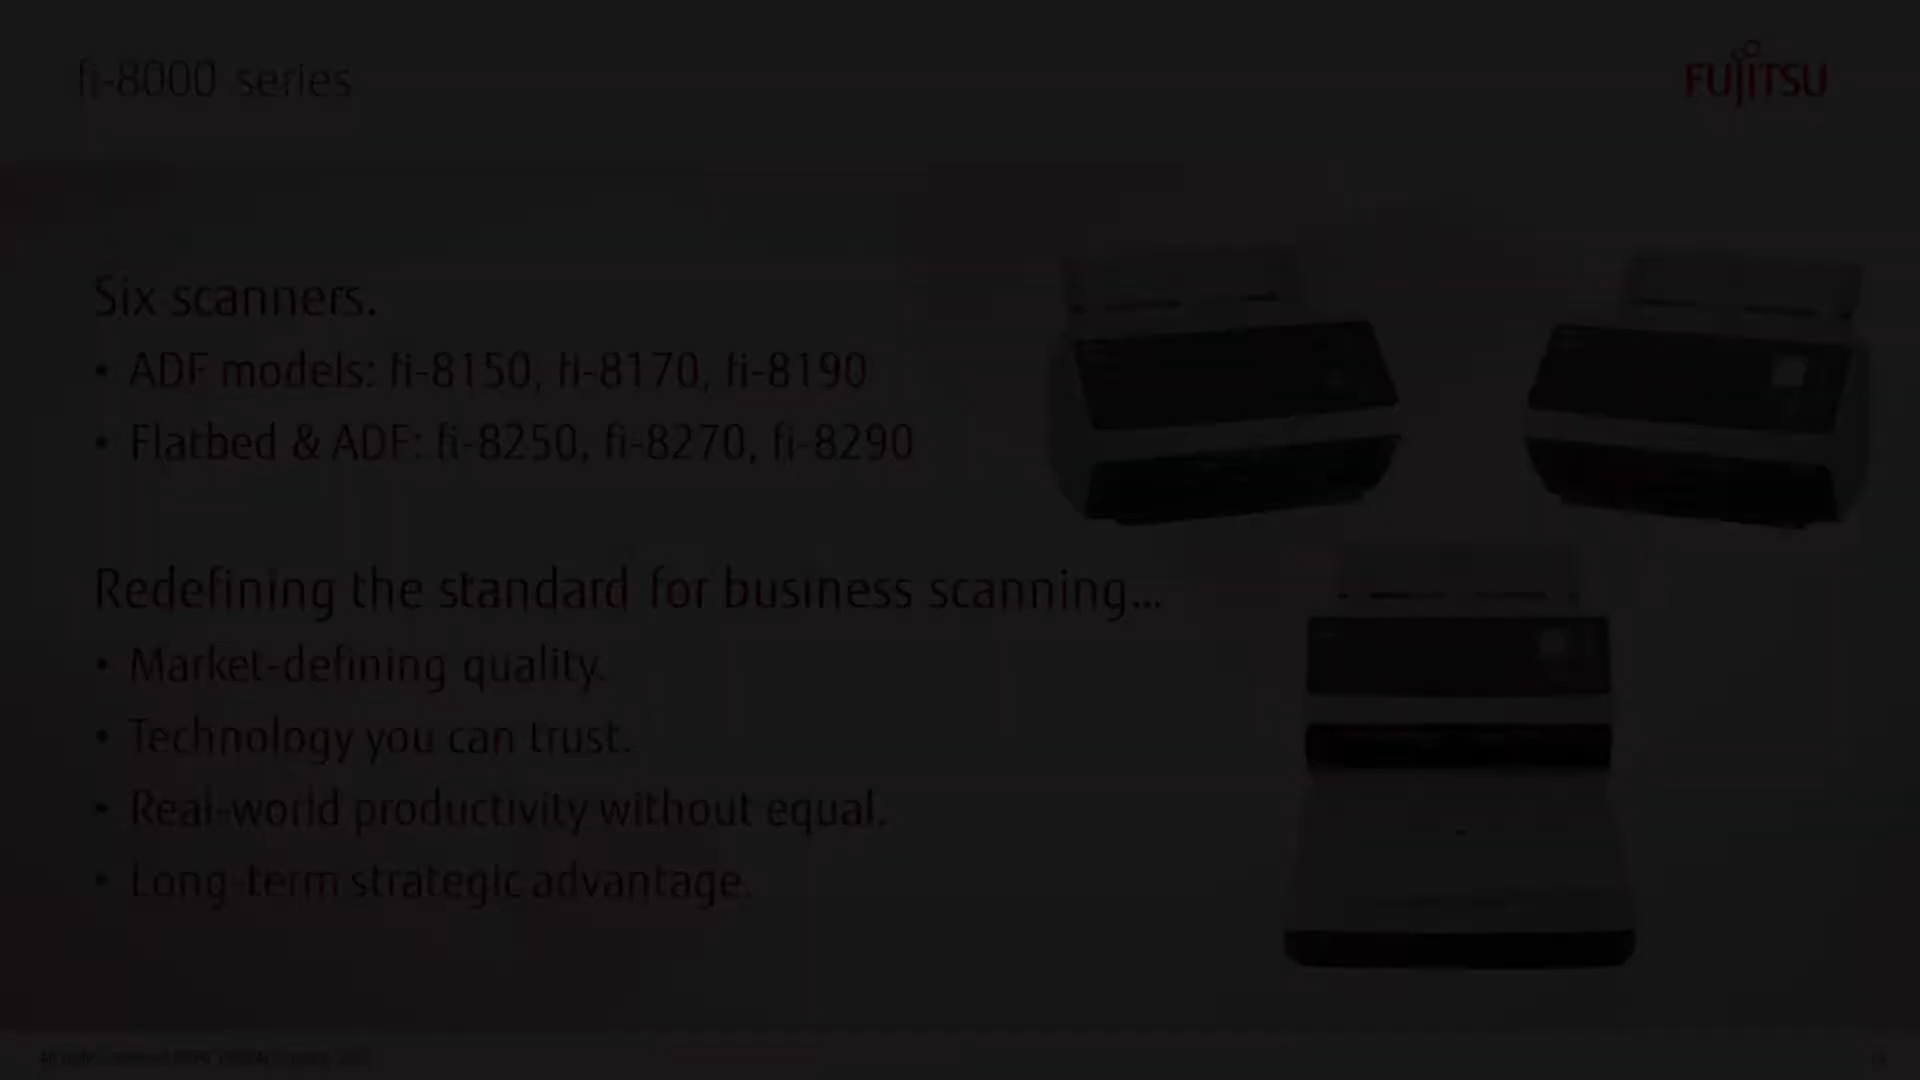 fi-8000 series
FUJITSU
Six scanners.
• ADF models: fi-8150, fi-8170, fi-8190
• Flatbed & ADF: fi-8250, fi-8270, fi-8290
Redefining the standard for business scanning...
• Market-defining quality.
• Technology you can trust.
• Real-world productivity without equal.
• Long-term strategic advantage.